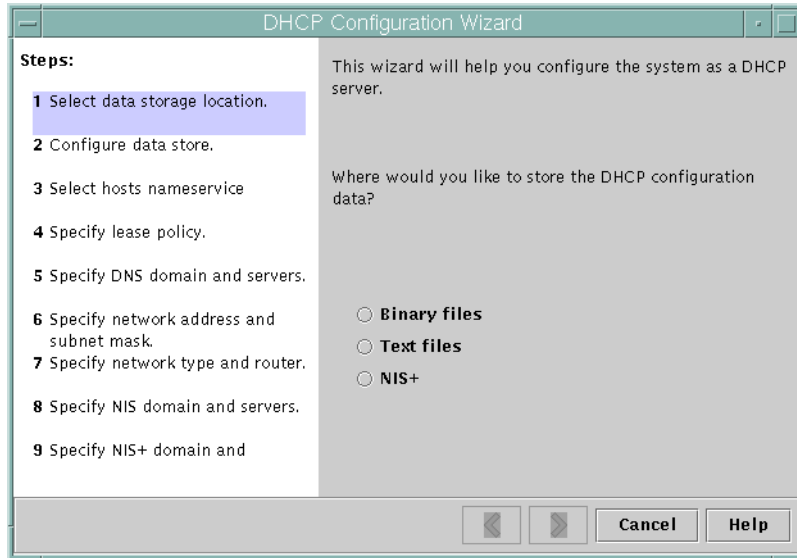 DHCP Configuration Wizard
Steps:
1 Select data storage location.
2 Configure data store.
3 Select hosts nameservice
4 Specify lease policy.
5 Specify DNS domain and servers.
6 Specify network address and
subnet mask.
7 Specify network type and router.
8 Specify NIS domain and servers.
9 Specify NIS+ domain and
This wizard will help you configure the system as a DHCP
server.
Where would you like to store the DHCP configuration
data?
Binary files
Text files
NIS+
Cancel
Help